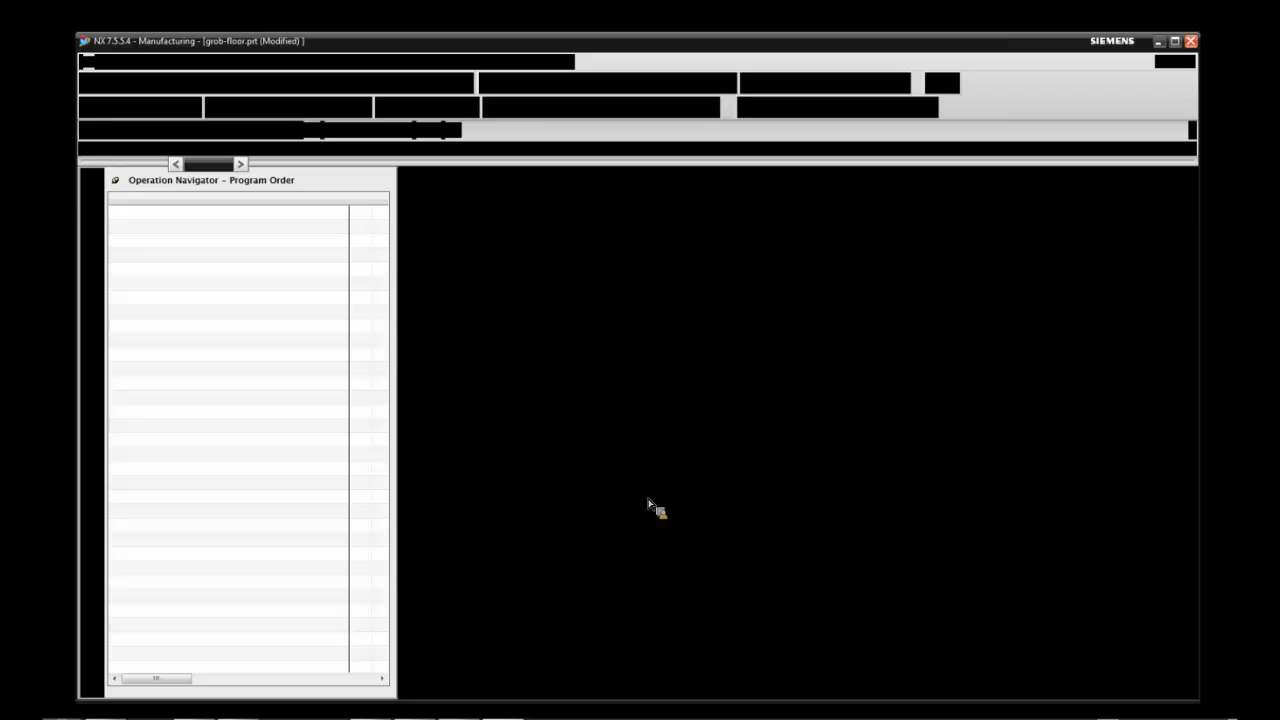 NX 7.5.5.4 - Manufacturing - [grob-floor.prt (Modified) ]
SIEMENS
Operation Navigator - Program Order